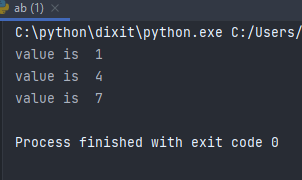 ab (1) ×
C:\python\dixit\python.exe C:/Users/
value is  1
value is  4
value is  7
Process finished with exit code 0